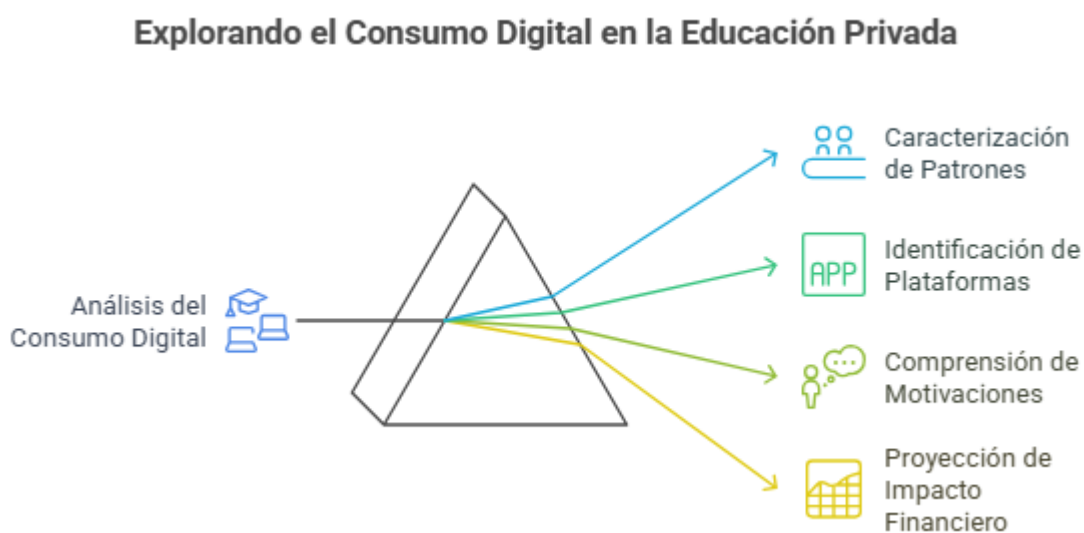 Explorando el Consumo Digital en la Educación Privada
Análisis del
Consumo Digital
Caracterización
de Patrones
APP
Identificación de
Plataformas
Comprensión de
Motivaciones
Proyección de
Impacto
Financiero